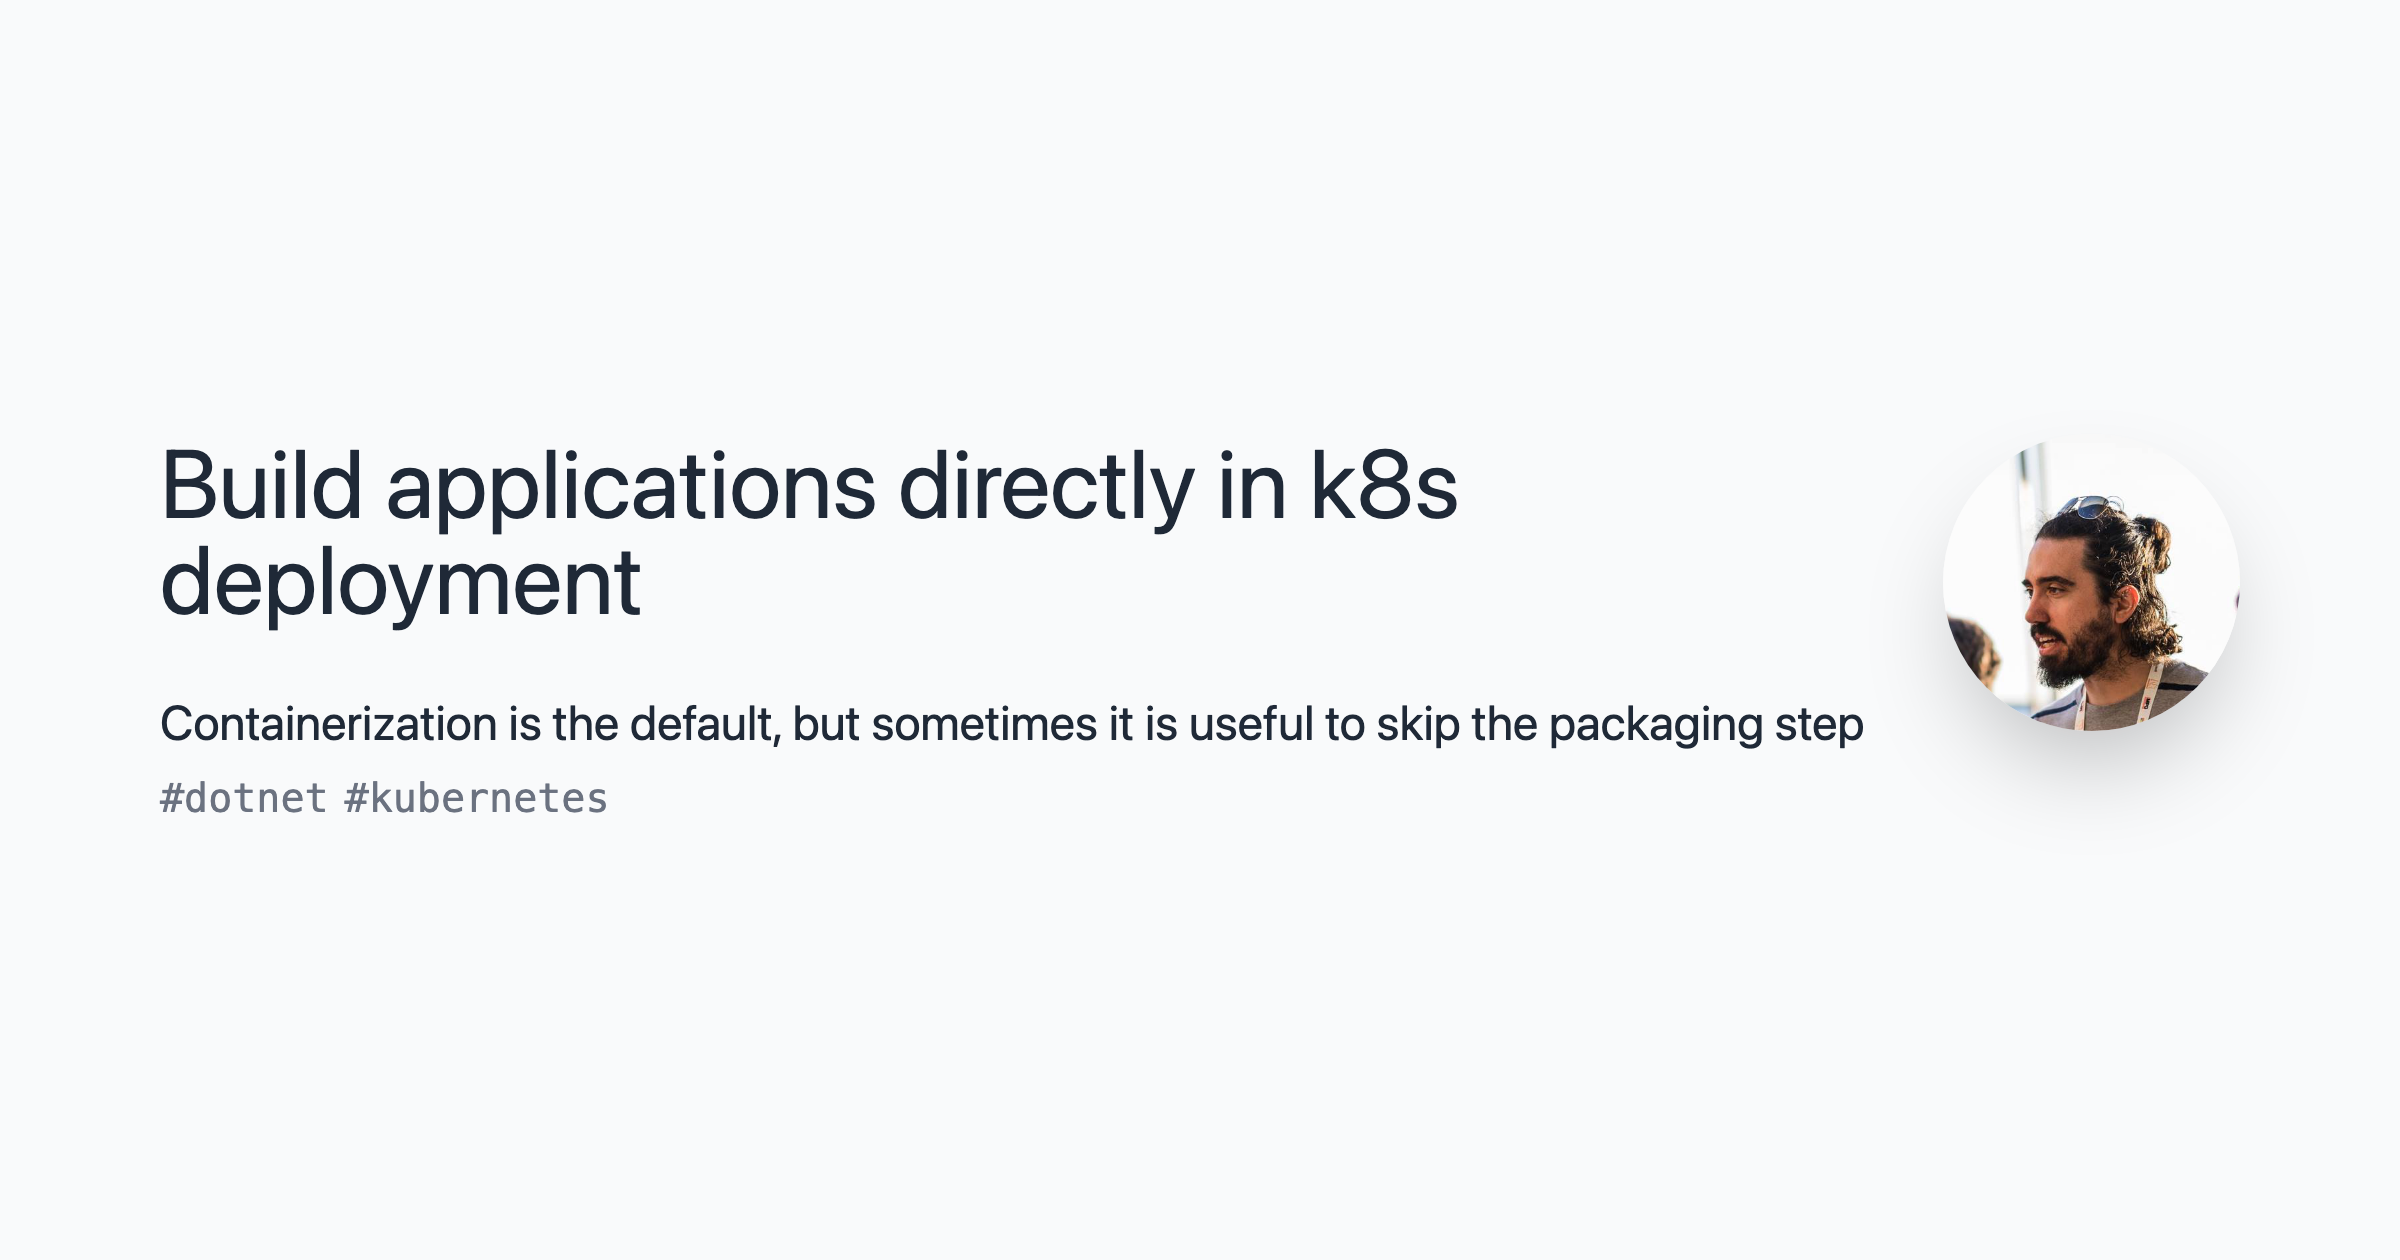 Build applications directly in k8s
deployment
Containerization is the default, but sometimes it is useful to skip the packaging step
#dotnet #kubernetes